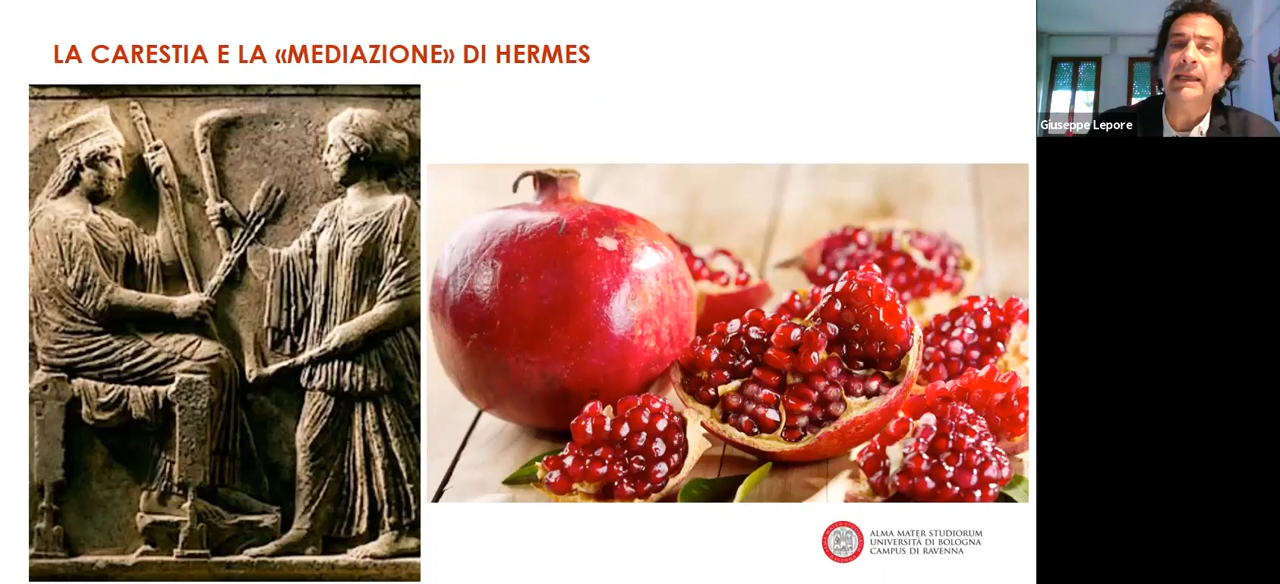 LA CARESTIA E LA «MEDIAZIONE» DI HERMES
Giuseppe Lepore
ALMA MATER STUDIORUM
UNIVERSITÀ DI BOLOGNA
CAMPUS DI RAVENNA